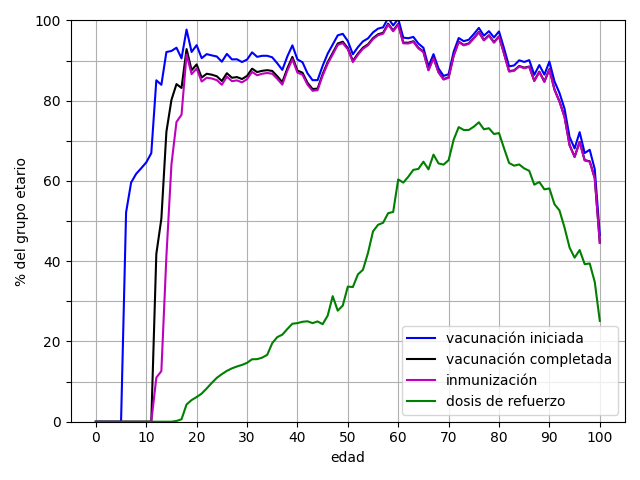 % del grupo etario
100
80
60
40
20
0
0 10 20 30 40 50 60 70 80 90 100
edad
vacunación iniciada
vacunación completada
inmunización
dosis de refuerzo